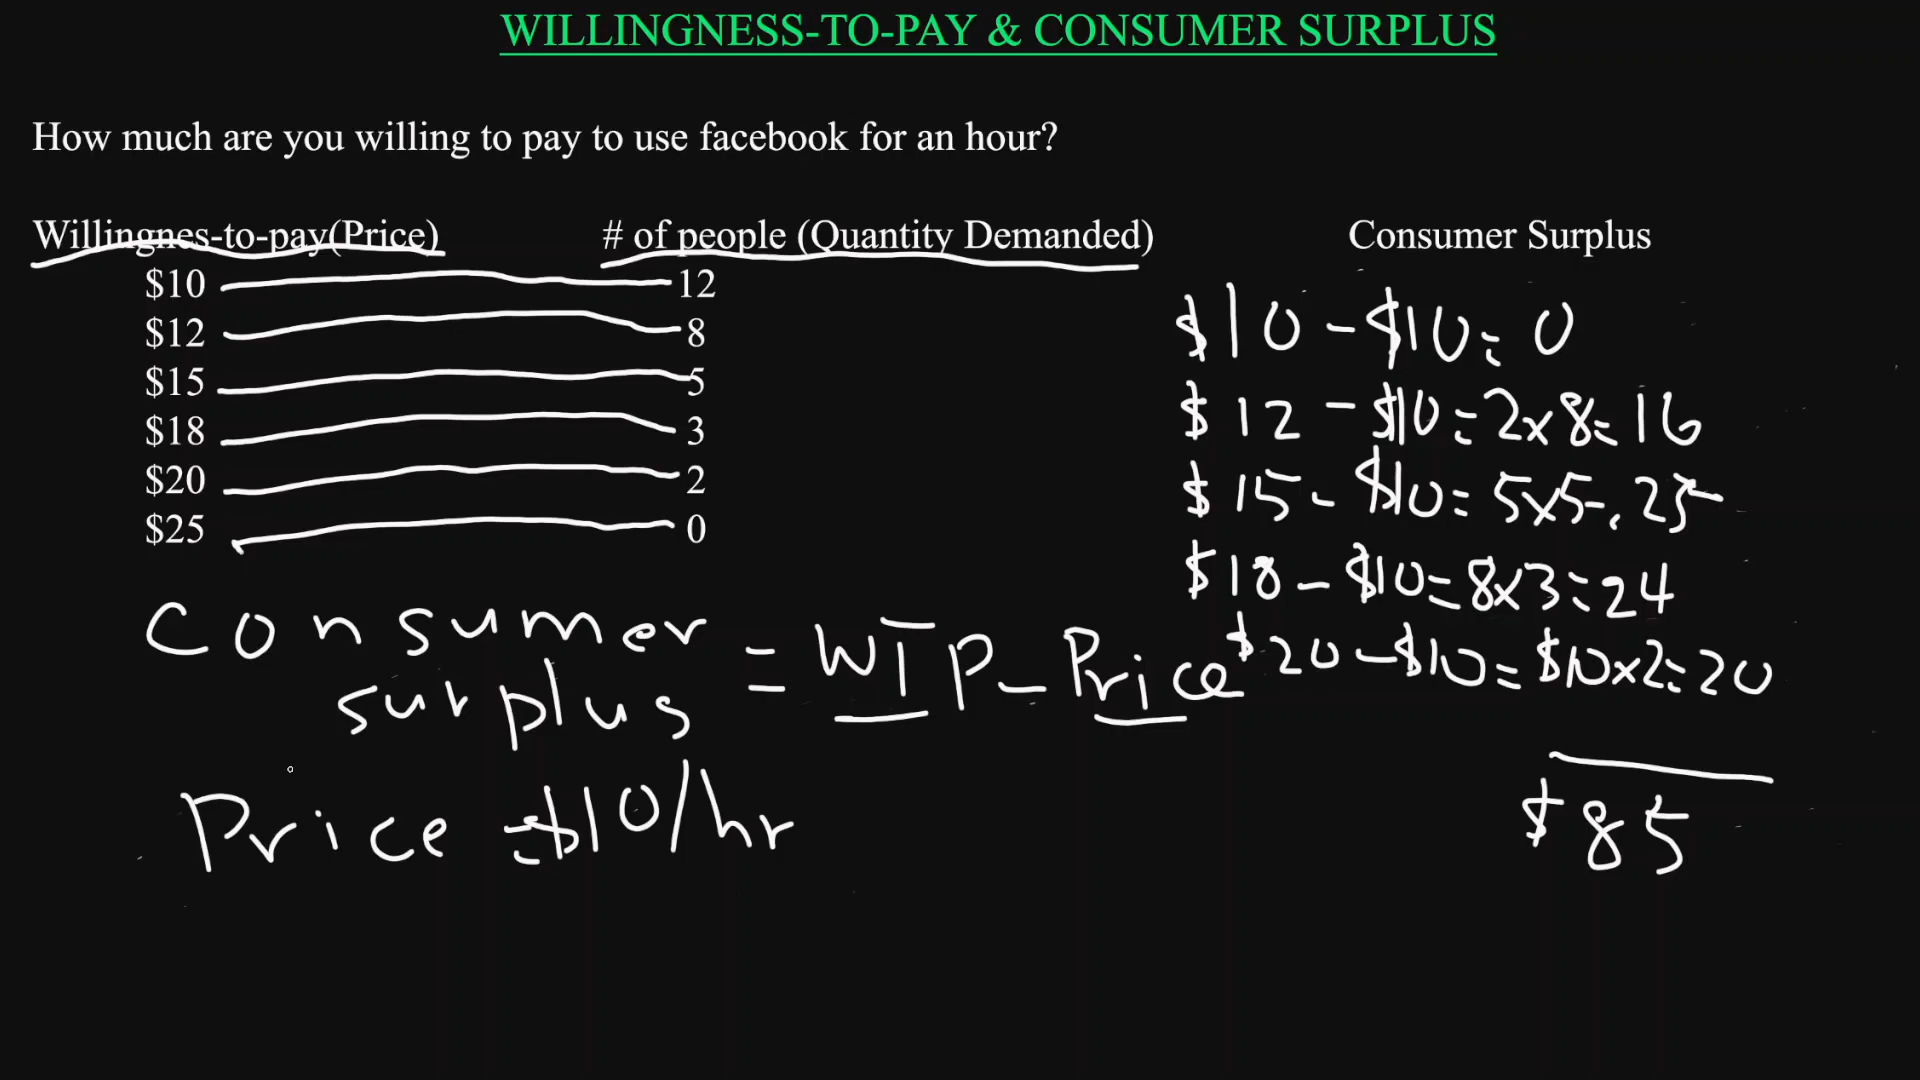 WILLINGNESS-TO-PAY & CONSUMER SURPLUS
How much are you willing to pay to use facebook for an hour?
Willingnes-to-pay(Price) # of people (Quantity Demanded) Consumer Surplus
$10 12
$12 8
$15 5
$18 3
$20 2
$25 0
$10 - $10 = 0
$12 - $10 = 2x8 = 16
$15 - $10 = 5x5 = 25
$18 - $10 = 8x3 = 24
$20 - $10 = $10x2 = 20
$85
Consumer surplus = WTP - Price
Price = $10/hr